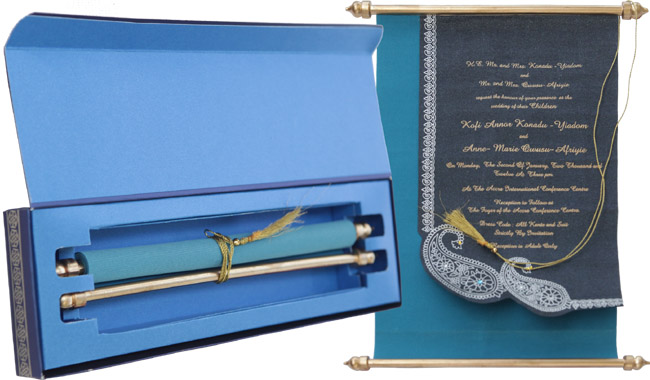 H.E. Mr. and Mrs. Konadu -Yiadom
and
Mr. and Mrs. Owusu- Afriyie
request the honour of your presence at the
wedding of their Children
Kofi Annor Konadu -Yiadom
and
Anne- Marie Owusu- Afriyie
On Monday, The Second Of January, Two Thousand and
Twelve At Three pm.
At The Accra International Conference Centre
Reception to Follow at
The Foyer of the Accra Conference Centre
Dress Code : All Kente and Suit
Strictly By Invitation
Reception is Adult Only